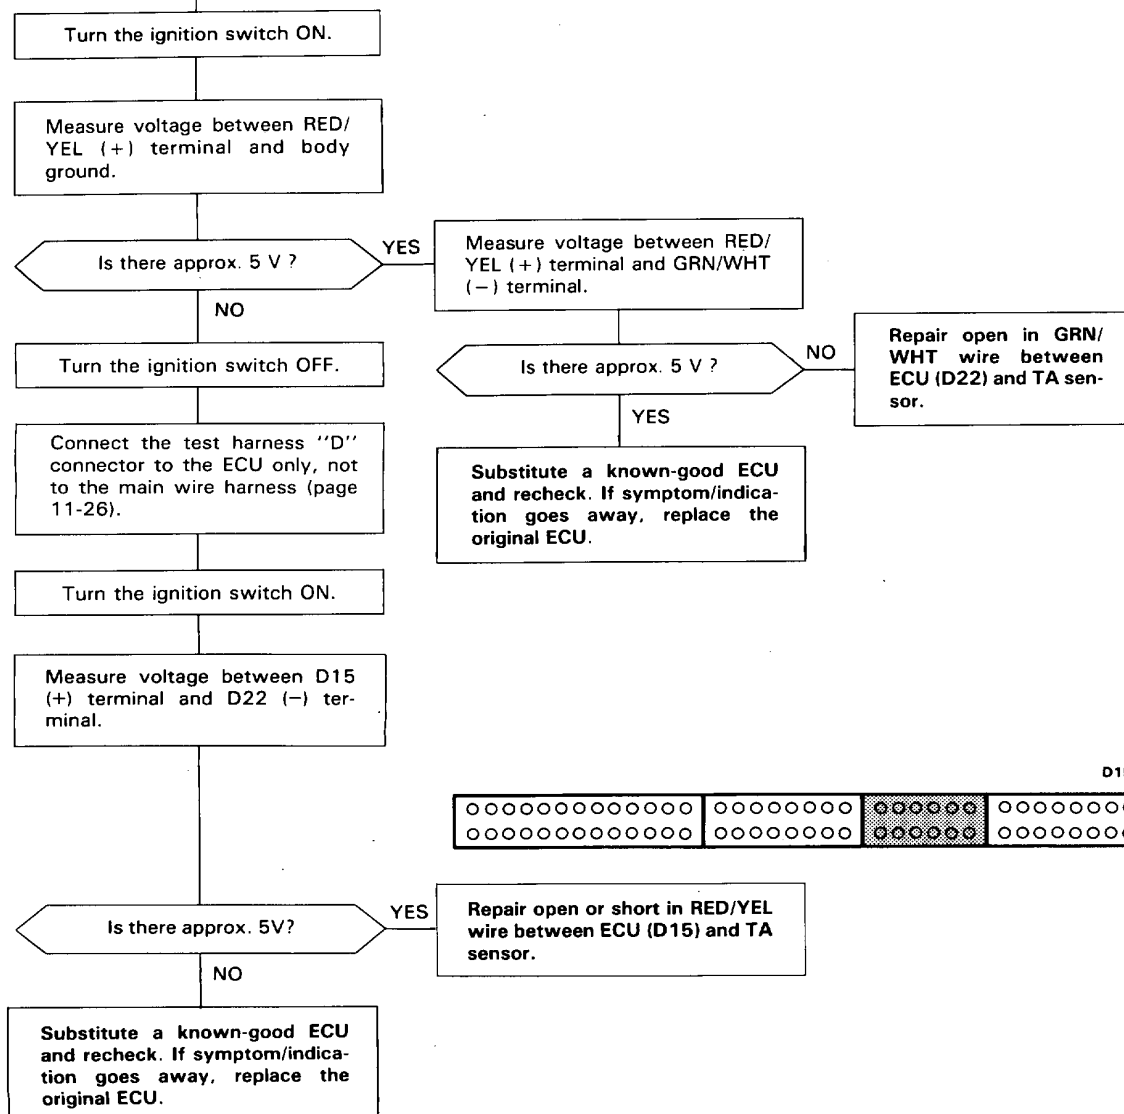 Turn the ignition switch ON.
Measure voltage between RED/
YEL (+) terminal and body
ground.
Is there approx. 5 V ?
YES
NO
Measure voltage between RED/
YEL (+) terminal and GRN/WHT
(−) terminal.
Is there approx. 5 V ?
NO
YES
Repair open in GRN/
WHT wire between
ECU (D22) and TA sen-
sor.
Substitute a known-good ECU
and recheck. If symptom/indica-
tion goes away, replace the
original ECU.
Turn the ignition switch OFF.
Connect the test harness "D"
connector to the ECU only, not
to the main wire harness (page
11-26).
Turn the ignition switch ON.
Measure voltage between D15
(+) terminal and D22 (−) ter-
minal.
Is there approx. 5V?
YES
NO
Repair open or short in RED/YEL
wire between ECU (D15) and TA
sensor.
Substitute a known-good ECU
and recheck. If symptom/indica-
tion goes away, replace the
original ECU.